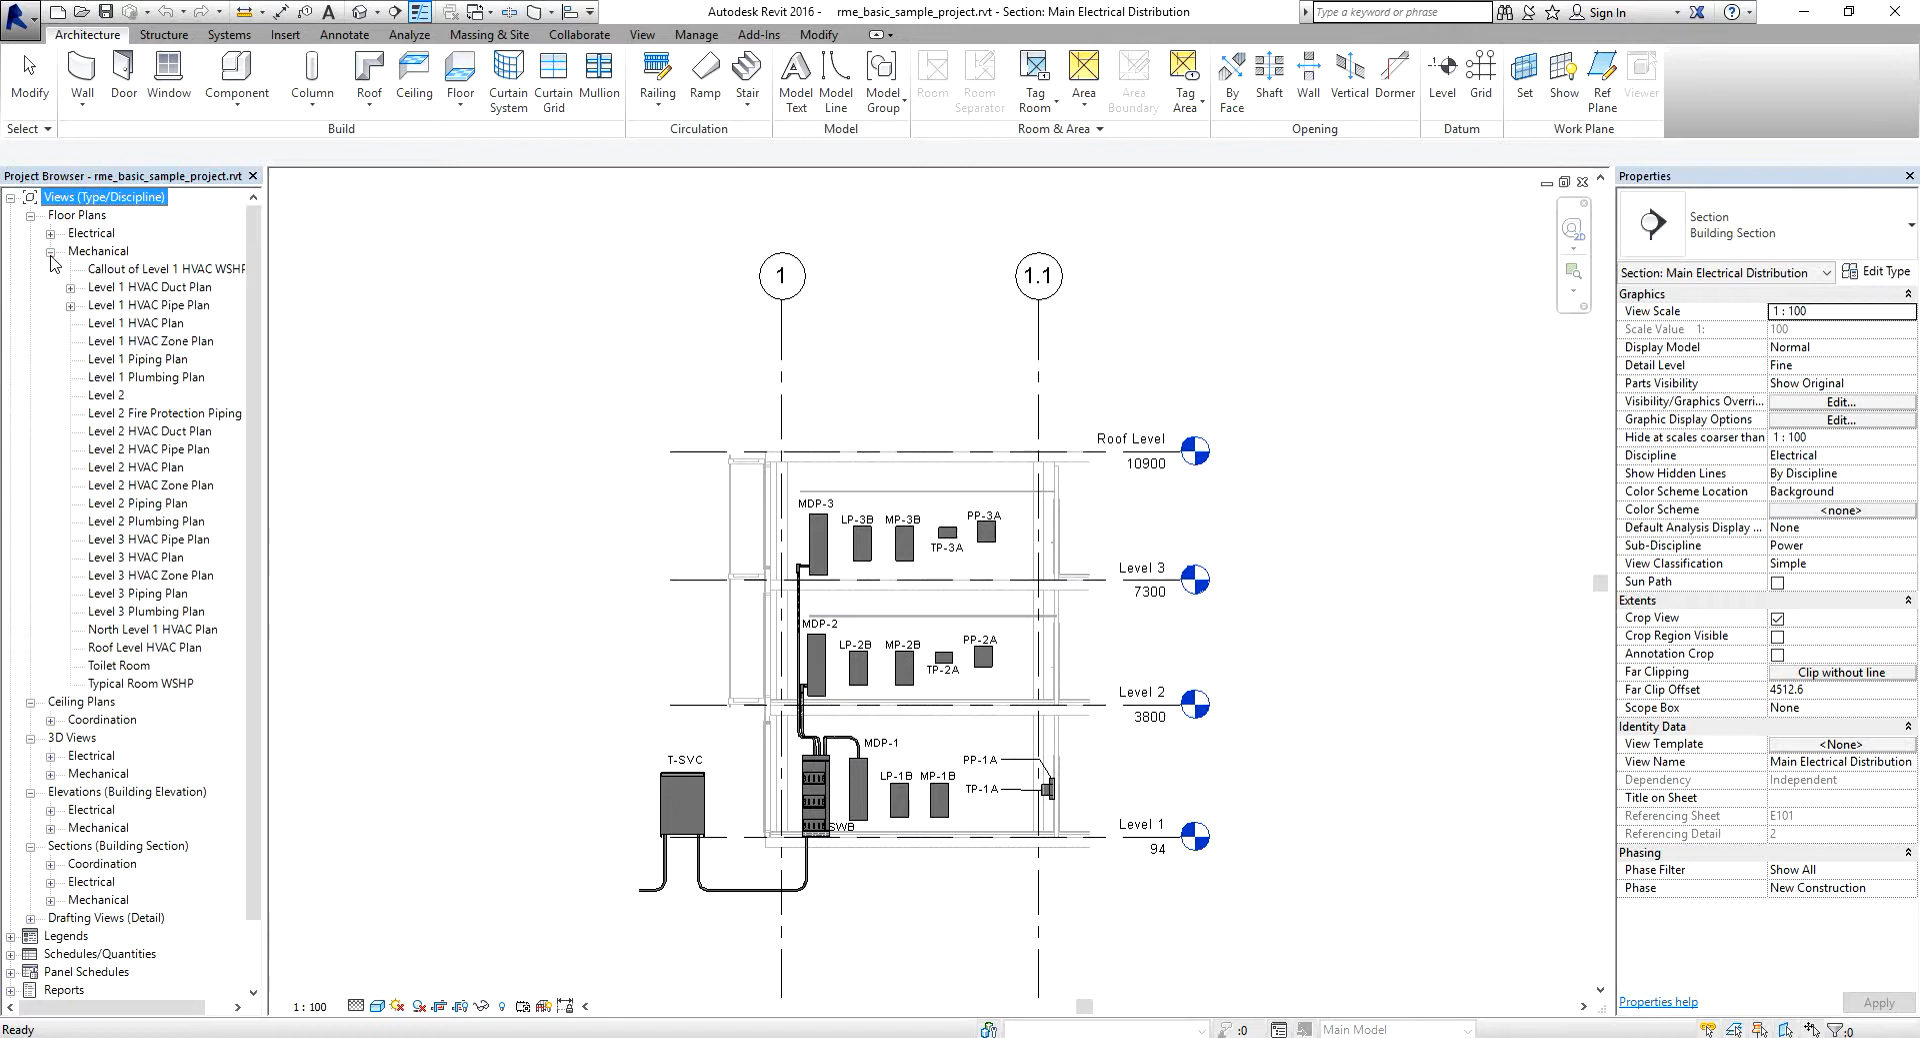 Autodesk Revit 2016 - rme_basic_sample_project.rvt - Section: Main Electrical Distribution
Type a keyword or phrase
Sign In
Architecture Structure Systems Insert Annotate Analyze Massing & Site Collaborate View Manage Add-Ins Modify
Modify Wall Door Window Component Column Roof Ceiling Floor Curtain System Curtain Grid Mullion Railing Ramp Stair Model Text Model Line Model Group Room Room Separator Tag Room Area Area Boundary Tag Area By Face Shaft Wall Vertical Dormer Level Grid Set Show Ref Plane Viewer
Select Build Circulation Model Room & Area Opening Datum Work Plane
Project Browser - rme_basic_sample_project.rvt
Views (Type/Discipline)
Floor Plans
Electrical
Mechanical
Callout of Level 1 HVAC WSHP
Level 1 HVAC Duct Plan
Level 1 HVAC Pipe Plan
Level 1 HVAC Plan
Level 1 HVAC Zone Plan
Level 1 Piping Plan
Level 1 Plumbing Plan
Level 2
Level 2 Fire Protection Piping
Level 2 HVAC Duct Plan
Level 2 HVAC Pipe Plan
Level 2 HVAC Plan
Level 2 HVAC Zone Plan
Level 2 Piping Plan
Level 2 Plumbing Plan
Level 3 HVAC Pipe Plan
Level 3 HVAC Plan
Level 3 HVAC Zone Plan
Level 3 Piping Plan
Level 3 Plumbing Plan
North Level 1 HVAC Plan
Roof Level HVAC Plan
Toilet Room
Typical Room WSHP
Ceiling Plans
Coordination
3D Views
Electrical
Mechanical
Elevations (Building Elevation)
Electrical
Mechanical
Sections (Building Section)
Coordination
Electrical
Mechanical
Drafting Views (Detail)
Legends
Schedules/Quantities
Panel Schedules
Reports
1 1.1
Roof Level
10900
MDP-3 LP-3B MP-3B TP-3A PP-3A
Level 3
7300
MDP-2 LP-2B MP-2B TP-2A PP-2A
Level 2
3800
T-SVC MDP-1 LP-1B MP-1B PP-1A
TP-1A
SWB
Level 1
94
2D
1 : 100
Properties
Section
Building Section
Section: Main Electrical Distribution Edit Type
Graphics
View Scale 1 : 100
Scale Value 1: 100
Display Model Normal
Detail Level Fine
Parts Visibility Show Original
Visibility/Graphics Overri... Edit...
Graphic Display Options Edit...
Hide at scales coarser than 1 : 100
Discipline Electrical
Show Hidden Lines By Discipline
Color Scheme Location Background
Color Scheme <none>
Default Analysis Display ... None
Sub-Discipline Power
View Classification Simple
Sun Path
Extents
Crop View
Crop Region Visible
Annotation Crop
Far Clipping Clip without line
Far Clip Offset 4512.6
Scope Box None
Identity Data
View Template <None>
View Name Main Electrical Distribution
Dependency Independent
Title on Sheet
Referencing Sheet E101
Referencing Detail 2
Phasing
Phase Filter Show All
Phase New Construction
Properties help Apply
Ready :0 Main Model :0